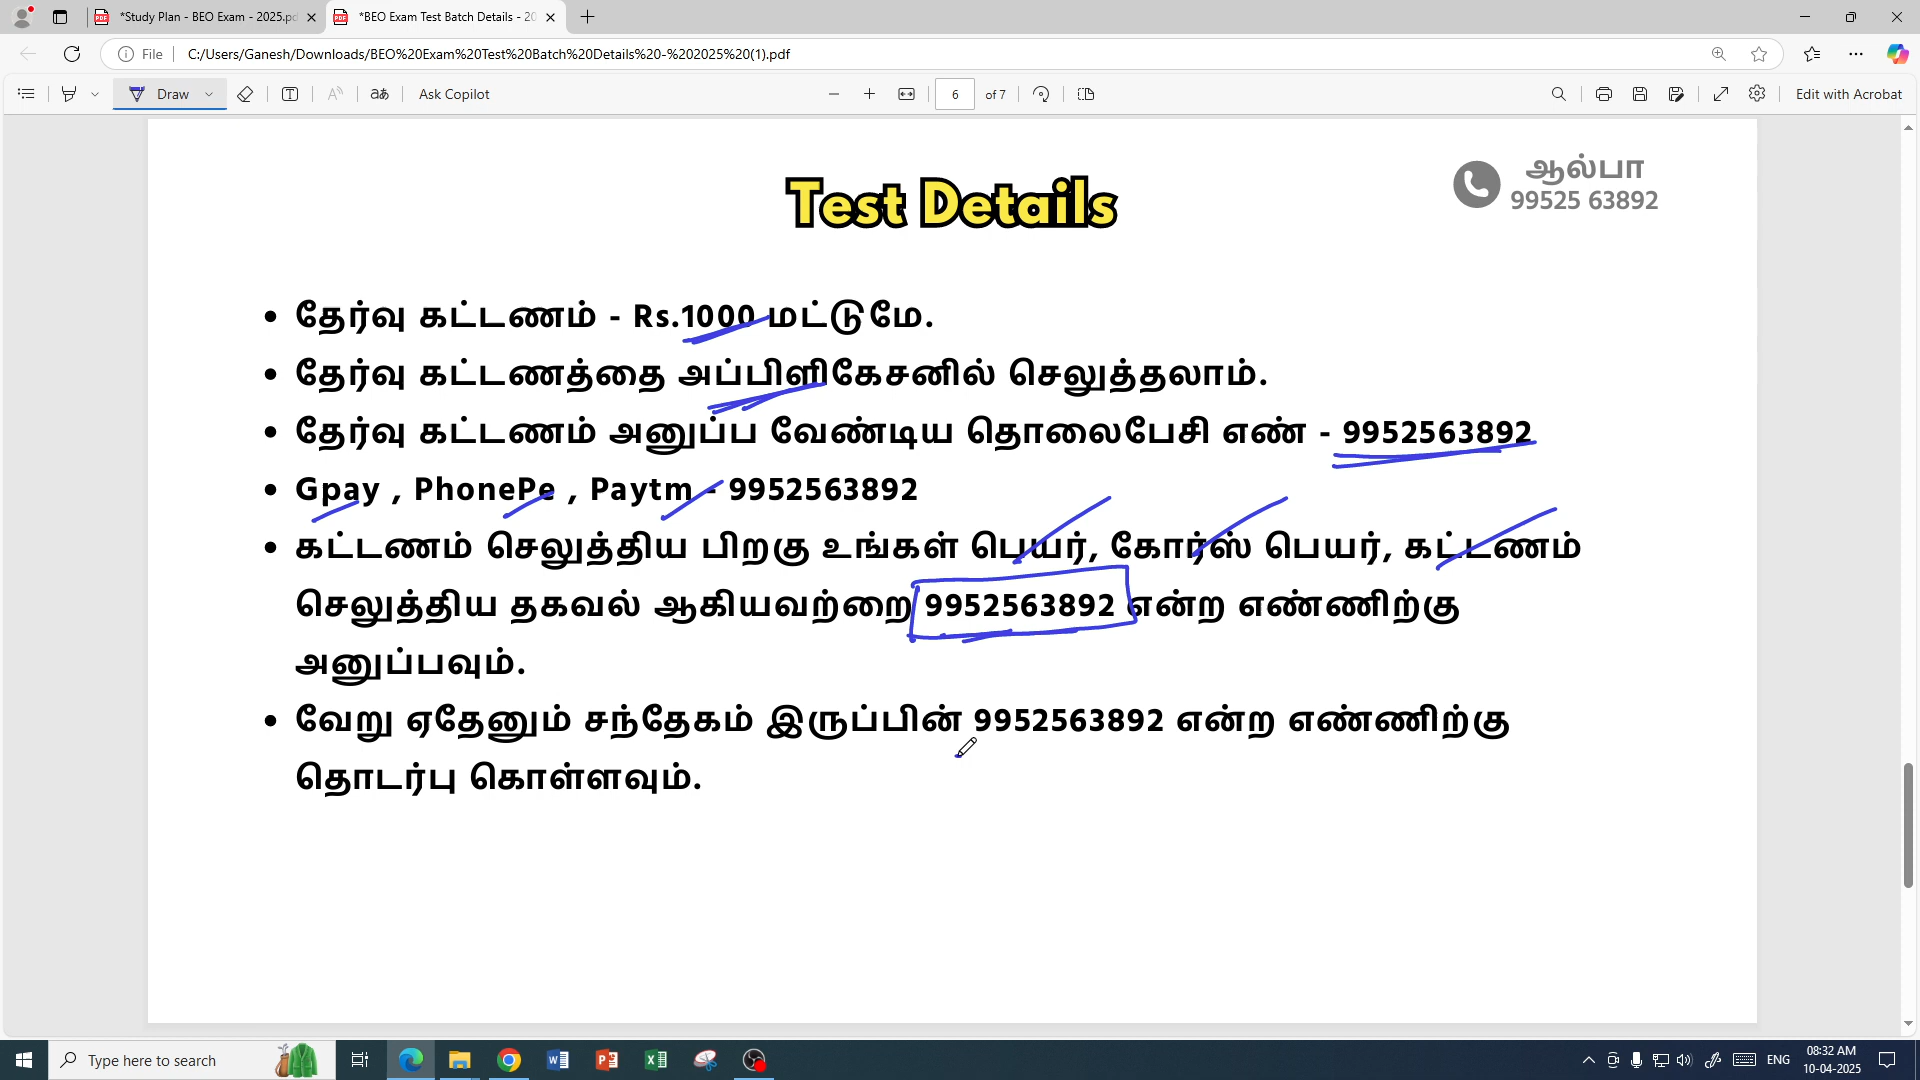 *Study Plan - BEO Exam - 2025.pd
*BEO Exam Test Batch Details - 20
File
C:/Users/Ganesh/Downloads/BEO%20Exam%20Test%20Batch%20Details%20-%202025%20(1).pdf
Draw
aあ
Ask Copilot
6 of 7
Edit with Acrobat
Test Details
ஆல்பா
99525 63892
• தேர்வு கட்டணம் - Rs.1000 மட்டுமே.
• தேர்வு கட்டணத்தை அப்பிளிகேசனில் செலுத்தலாம்.
• தேர்வு கட்டணம் அனுப்ப வேண்டிய தொலைபேசி எண் - 9952563892
• Gpay , PhonePe , Paytm - 9952563892
• கட்டணம் செலுத்திய பிறகு உங்கள் பெயர், கோர்ஸ் பெயர், கட்டணம்
செலுத்திய தகவல் ஆகியவற்றை 9952563892 என்ற எண்ணிற்கு
அனுப்பவும்.
• வேறு ஏதேனும் சந்தேகம் இருப்பின் 9952563892 என்ற எண்ணிற்கு
தொடர்பு கொள்ளவும்.
Type here to search
ENG
08:32 AM
10-04-2025